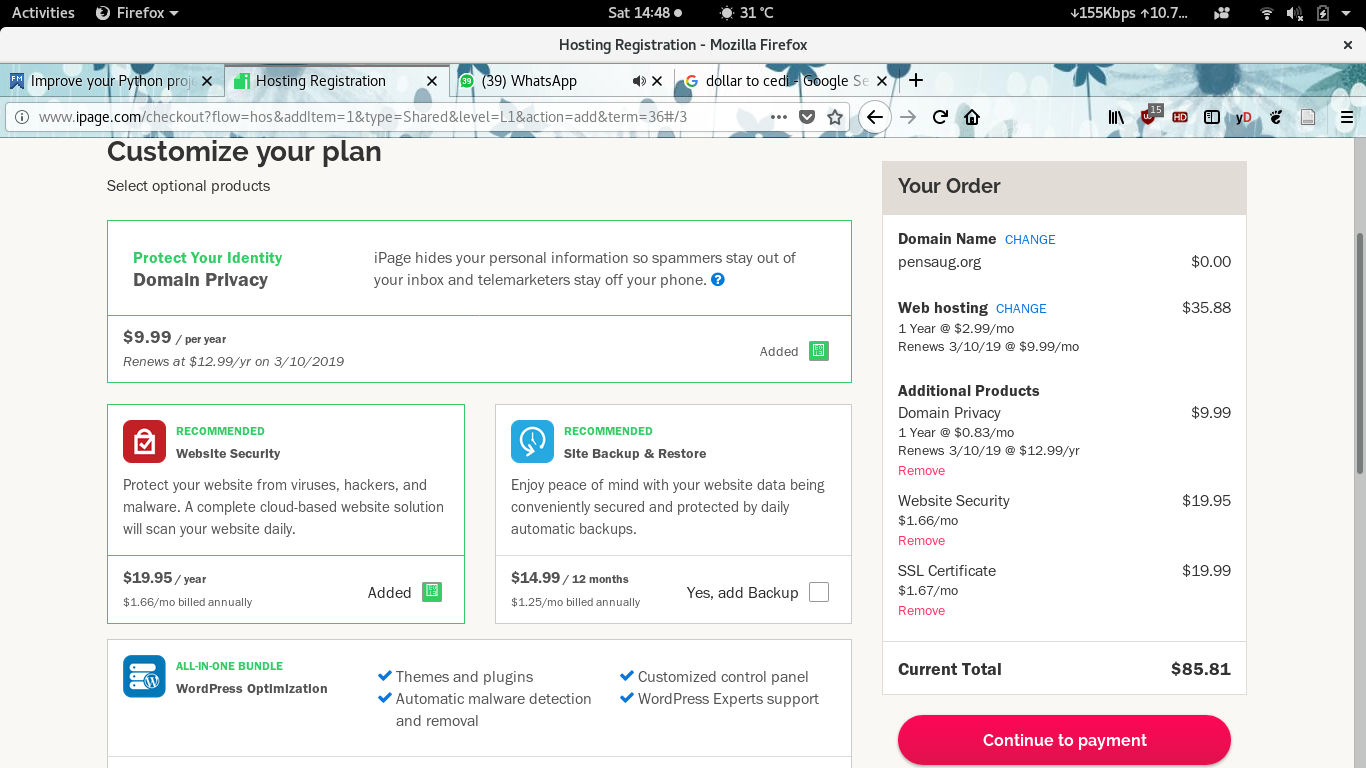 Activities Firefox Sat 14:48 31 °C ↓155Kbps ↑10.7...
Hosting Registration - Mozilla Firefox
Improve your Python proj Hosting Registration 39 (39) WhatsApp dollar to cedi - Google Se
www.ipage.com/checkout?flow=hos&addItem=1&type=Shared&level=L1&action=add&term=36#/3 15 HD yD
Customize your plan
Select optional products
Protect Your Identity
Domain Privacy
iPage hides your personal information so spammers stay out of
your inbox and telemarketers stay off your phone.
$9.99 / per year
Renews at $12.99/yr on 3/10/2019
Added
RECOMMENDED
Website Security
Protect your website from viruses, hackers, and
malware. A complete cloud-based website solution
will scan your website daily.
$19.95 / year
$1.66/mo billed annually
Added
RECOMMENDED
Site Backup & Restore
Enjoy peace of mind with your website data being
conveniently secured and protected by daily
automatic backups.
$14.99 / 12 months
$1.25/mo billed annually
Yes, add Backup
ALL-IN-ONE BUNDLE
WordPress Optimization
Themes and plugins
Automatic malware detection
and removal
Customized control panel
WordPress Experts support
Your Order
Domain Name CHANGE
pensaug.org $0.00
Web hosting CHANGE $35.88
1 Year @ $2.99/mo
Renews 3/10/19 @ $9.99/mo
Additional Products
Domain Privacy $9.99
1 Year @ $0.83/mo
Renews 3/10/19 @ $12.99/yr
Remove
Website Security $19.95
$1.66/mo
Remove
SSL Certificate $19.99
$1.67/mo
Remove
Current Total $85.81
Continue to payment